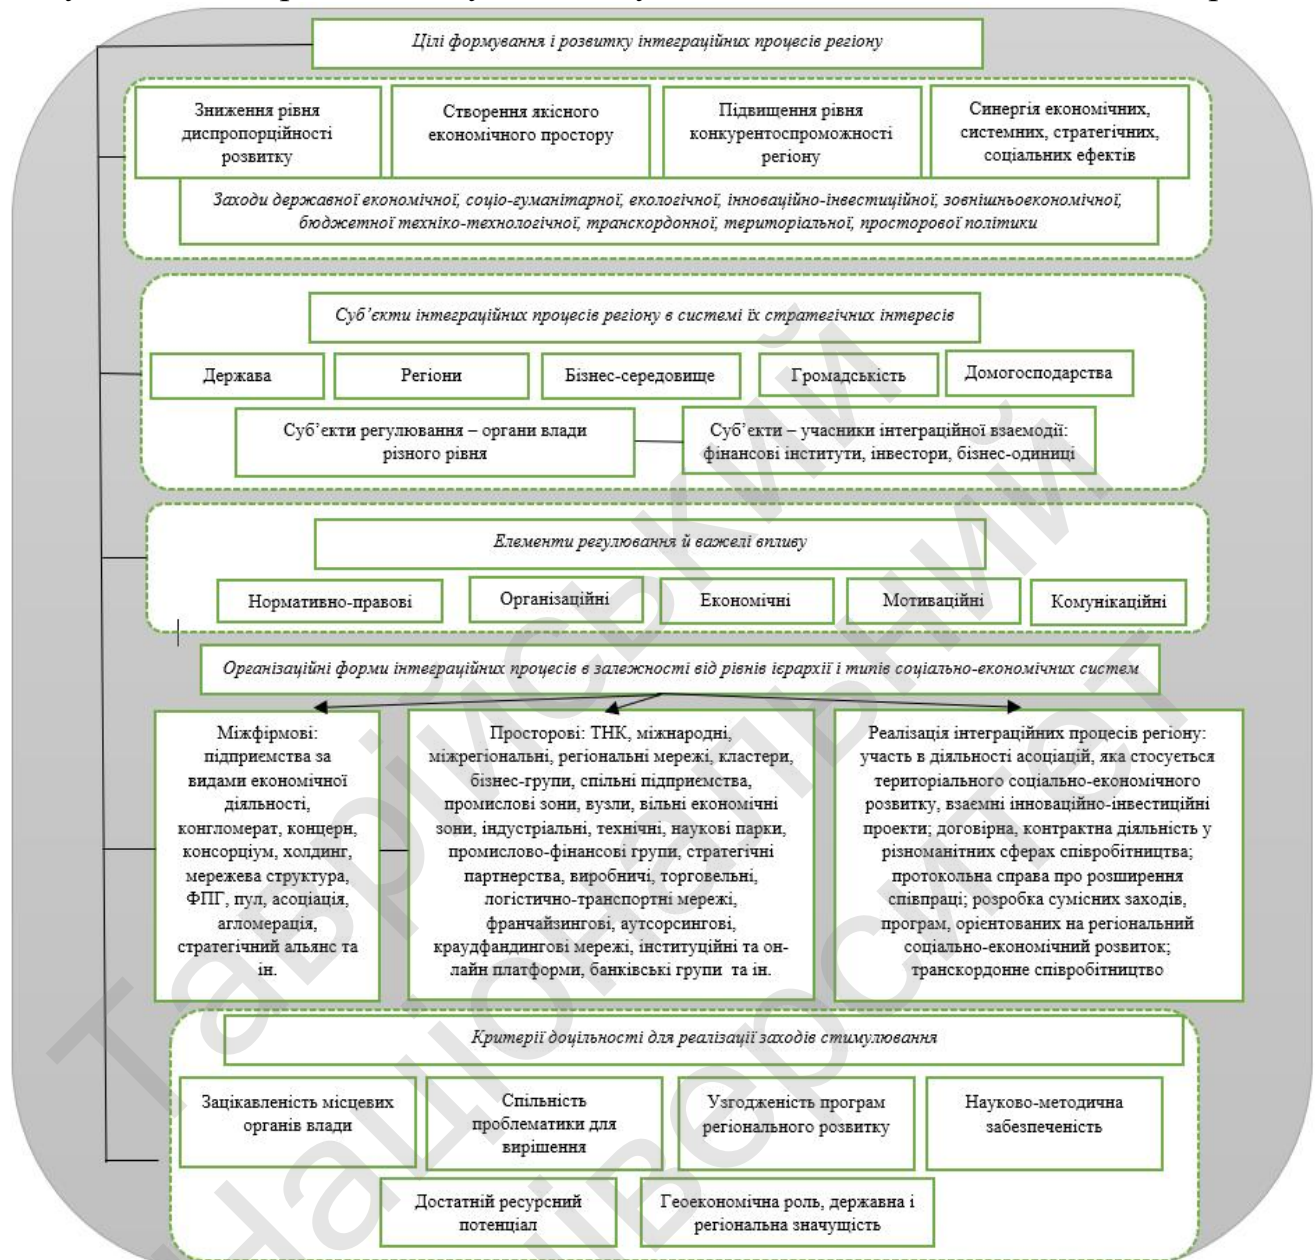 Цілі формування і розвитку інтеграційних процесів регіону
Зниження рівня
диспропорційності
розвитку
Створення якісного
економічного простору
Підвищення рівня
конкурентоспроможності
регіону
Синергія економічних,
системних, стратегічних,
соціальних ефектів
Заходи державної економічної, соціо-гуманітарної, екологічної, інноваційно-інвестиційної, зовнішньоекономічної,
бюджетної техніко-технологічної, транскордонної, територіальної, просторової політики
Суб’єкти інтеграційних процесів регіону в системі їх стратегічних інтересів
Держава
Регіони
Бізнес-середовище
Громадськість
Домогосподарства
Суб’єкти регулювання – органи влади
різного рівня
Суб’єкти – учасники інтеграційної взаємодії:
фінансові інститути, інвестори, бізнес-одиниці
Елементи регулювання й важелі впливу
Нормативно-правові
Організаційні
Економічні
Мотиваційні
Комунікаційні
Організаційні форми інтеграційних процесів в залежності від рівнів ієрархії і типів соціально-економічних систем
Міжфірмові:
підприємства за
видами економічної
діяльності,
конгломерат, концерн,
консорціум, холдинг,
мережева структура,
ФПГ, пул, асоціація,
агломерація,
стратегічний альянс та
ін.
Просторові: ТНК, міжнародні,
міжрегіональні, регіональні мережі, кластери,
бізнес-групи, спільні підприємства,
промислові зони, вузли, вільні економічні
зони, індустріальні, технічні, наукові парки,
промислово-фінансові групи, стратегічні
партнерства, виробничі, торговельні,
логістично-транспортні мережі,
франчайзингові, аутсорсингові,
краудфандингові мережі, інституційні та он-
лайн платформи, банківські групи та ін.
Реалізація інтеграційних процесів регіону:
участь в діяльності асоціацій, яка стосується
територіального соціально-економічного
розвитку, взаємні інноваційно-інвестиційні
проекти; договірна, контрактна діяльність у
різноманітних сферах співробітництва;
протокольна справа про розширення
співпраці; розробка сумісних заходів,
програм, орієнтованих на регіональний
соціально-економічний розвиток;
транскордонне співробітництво
Критерії доцільності для реалізації заходів стимулювання
Зацікавленість місцевих
органів влади
Спільність
проблематики для
вирішення
Узгодженість програм
регіонального розвитку
Науково-методична
забезпеченість
Достатній ресурсний
потенціал
Геоекономічна роль, державна і
регіональна значущість
Таврійський
Національний
Університет